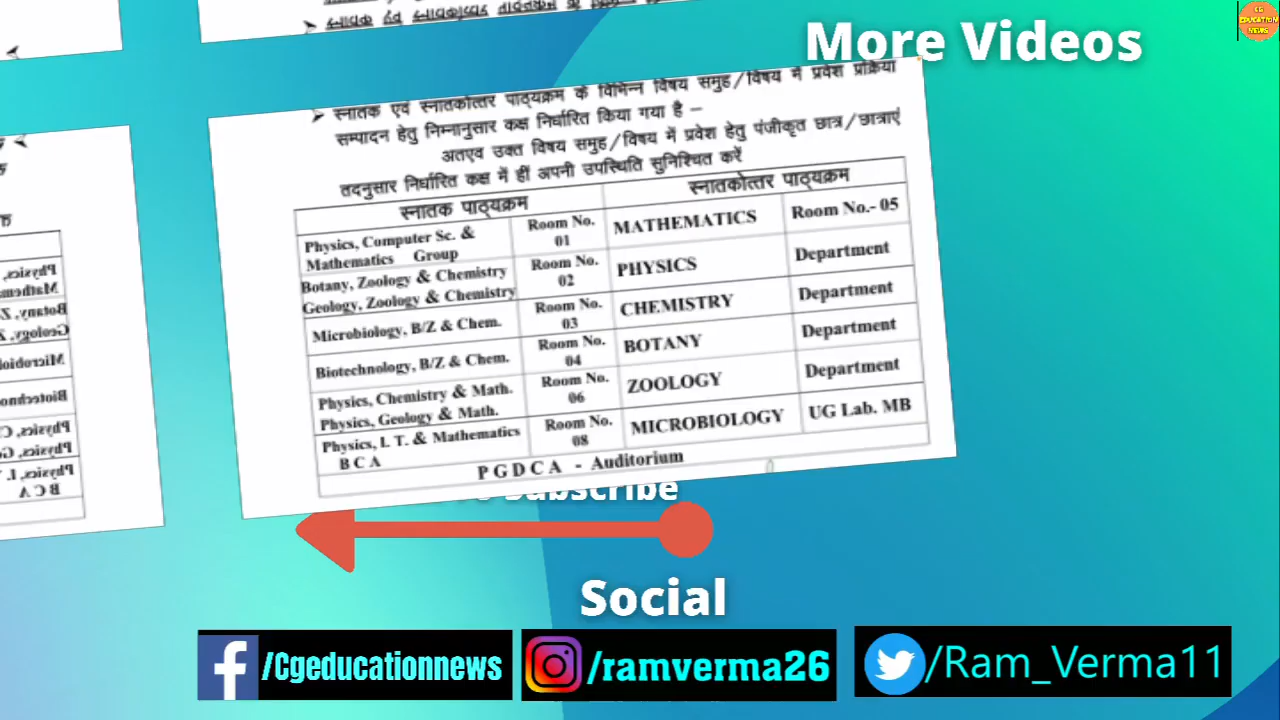 CG
EDUCATION
NEWS
More Videos
स्नातक एवं स्नातकोत्तर पाठ्यक्रम के विभिन्न विषय समुह/विषय में प्रवेश प्रक्रिया
सम्पादन हेतु निम्नानुसार कक्ष निर्धारित किया गया है –
अतएव उक्त विषय समुह/विषय में प्रवेश हेतु पंजीकृत छात्र/छात्राएं
तदनुसार निर्धारित कक्ष में हीं अपनी उपस्थिति सुनिश्चित करें
स्नातक पाठ्यक्रम स्नातकोत्तर पाठ्यक्रम
Physics, Computer Sc. & Mathematics Group Room No. 01 MATHEMATICS Room No.- 05
Botany, Zoology & Chemistry Room No. 02 PHYSICS Department
Geology, Zoology & Chemistry
Microbiology, B/Z & Chem. Room No. 03 CHEMISTRY Department
Biotechnology, B/Z & Chem. Room No. 04 BOTANY Department
Physics, Chemistry & Math. Room No. 06 ZOOLOGY Department
Physics, Geology & Math.
Physics, I. T. & Mathematics Room No. 08 MICROBIOLOGY UG Lab. MB
B C A
P G D C A - Auditorium
Subscribe
Social
/Cgeducationnews /ramverma26 /Ram_Verma11